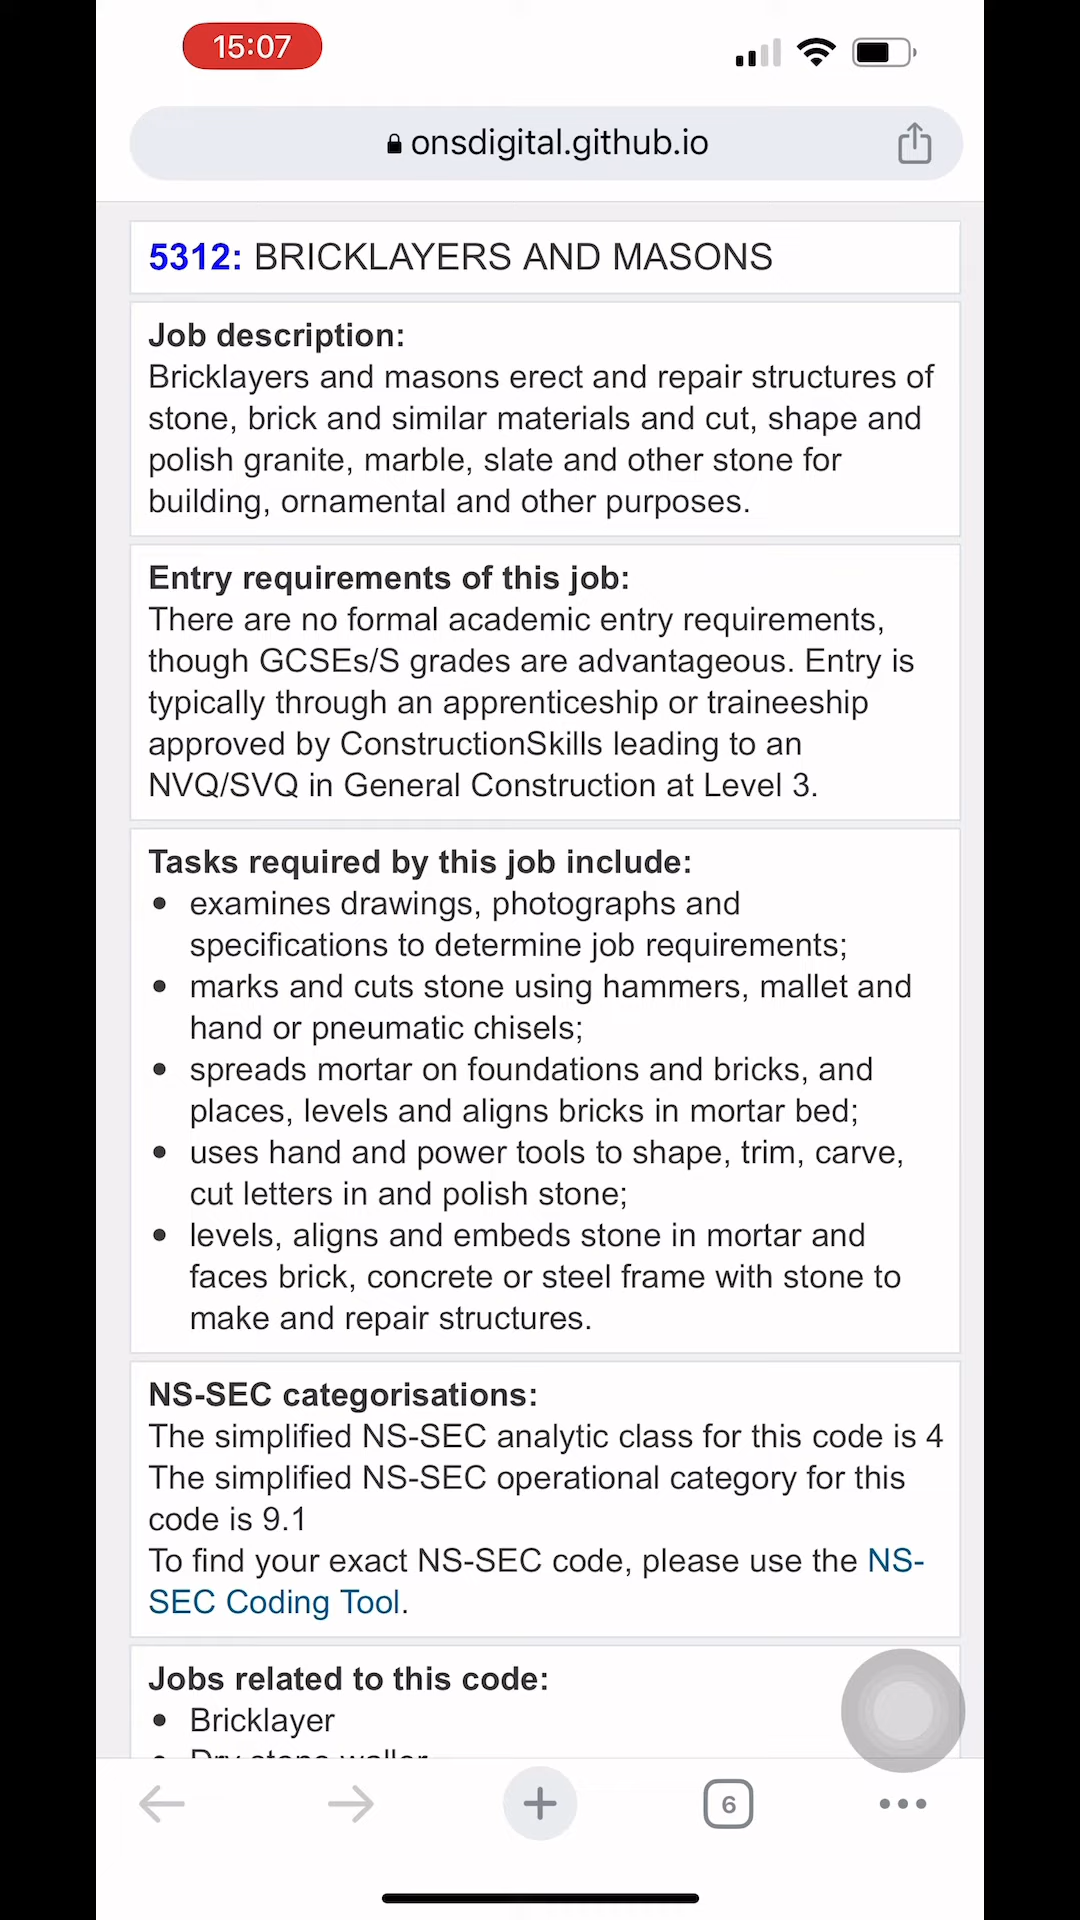 15:07
onsdigital.github.io
5312: BRICKLAYERS AND MASONS
Job description:
Bricklayers and masons erect and repair structures of
stone, brick and similar materials and cut, shape and
polish granite, marble, slate and other stone for
building, ornamental and other purposes.
Entry requirements of this job:
There are no formal academic entry requirements,
though GCSEs/S grades are advantageous. Entry is
typically through an apprenticeship or traineeship
approved by ConstructionSkills leading to an
NVQ/SVQ in General Construction at Level 3.
Tasks required by this job include:
• examines drawings, photographs and
specifications to determine job requirements;
• marks and cuts stone using hammers, mallet and
hand or pneumatic chisels;
• spreads mortar on foundations and bricks, and
places, levels and aligns bricks in mortar bed;
• uses hand and power tools to shape, trim, carve,
cut letters in and polish stone;
• levels, aligns and embeds stone in mortar and
faces brick, concrete or steel frame with stone to
make and repair structures.
NS-SEC categorisations:
The simplified NS-SEC analytic class for this code is 4
The simplified NS-SEC operational category for this
code is 9.1
To find your exact NS-SEC code, please use the NS-
SEC Coding Tool.
Jobs related to this code:
• Bricklayer
• Dry stone waller
6